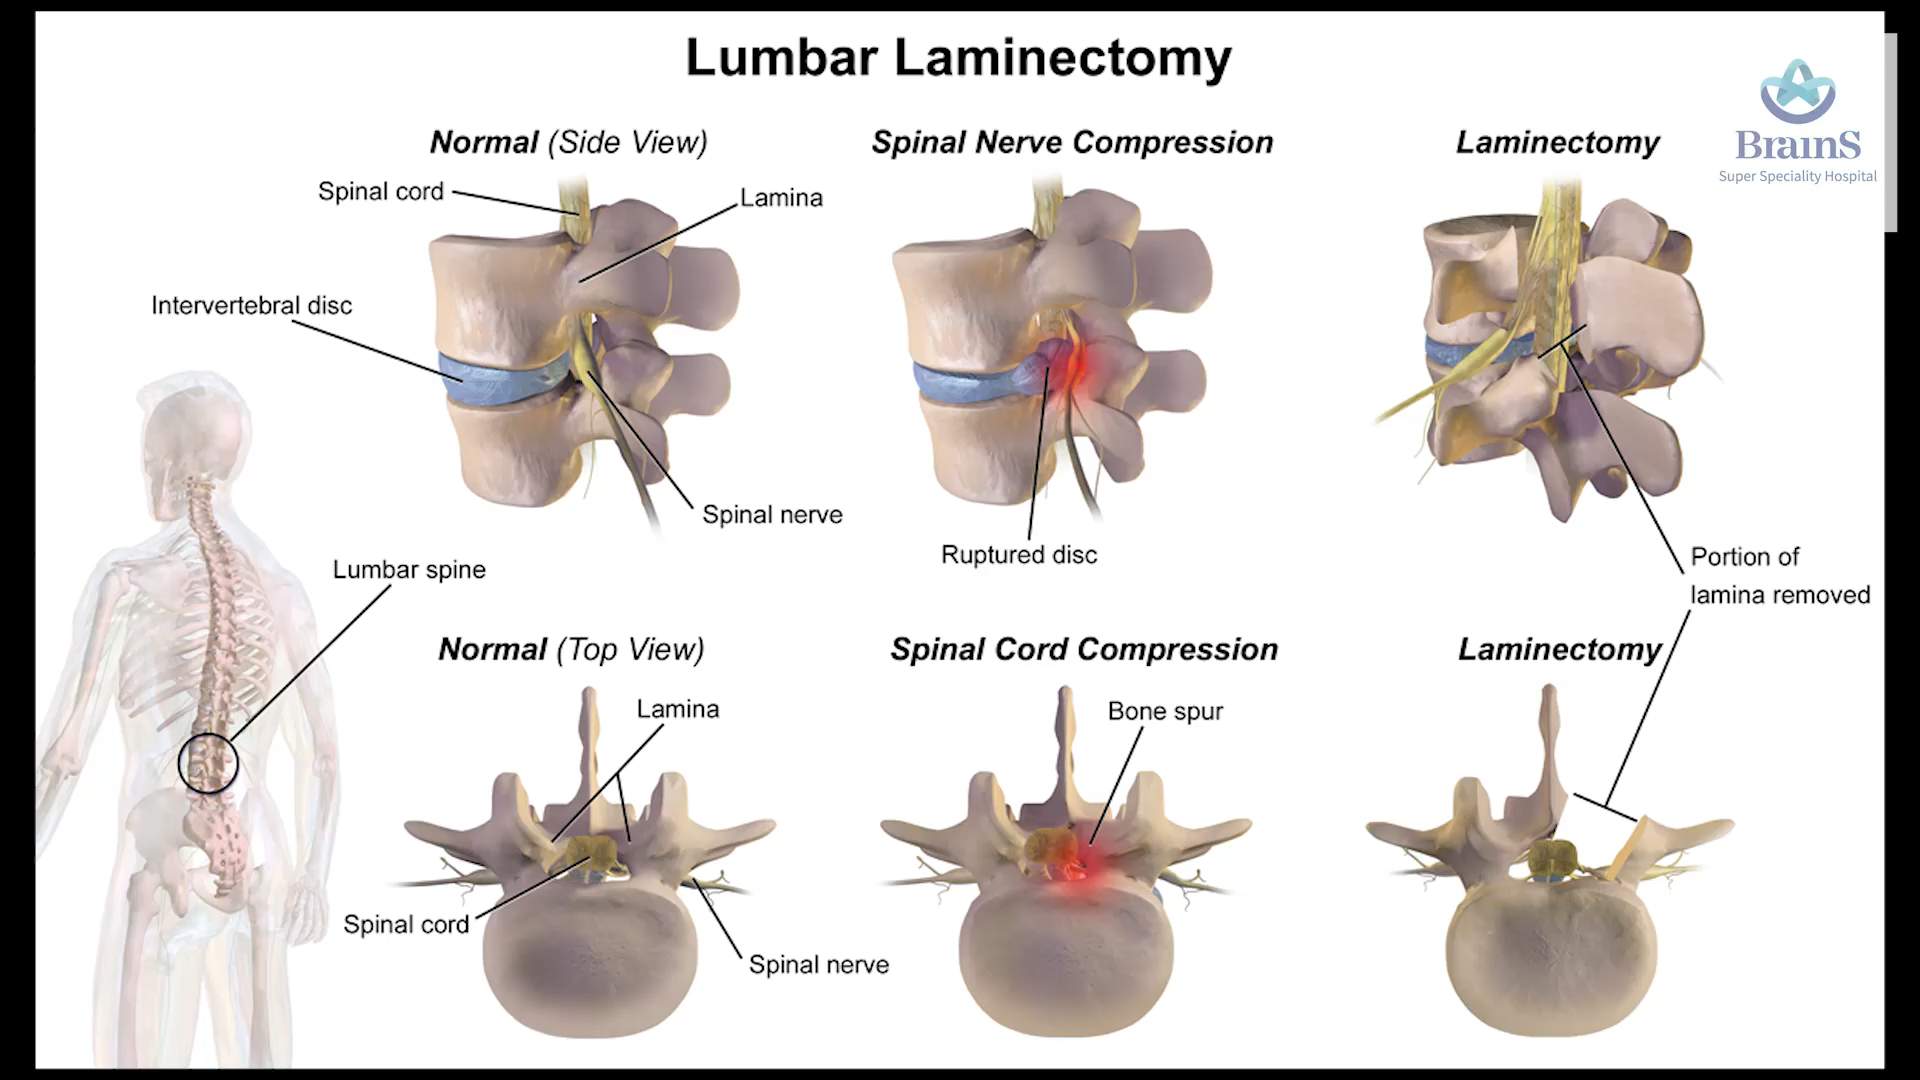 Lumbar Laminectomy
BrainS
Super Speciality Hospital
Normal (Side View)
Spinal Nerve Compression
Laminectomy
Spinal cord
Lamina
Intervertebral disc
Spinal nerve
Ruptured disc
Portion of
lamina removed
Lumbar spine
Normal (Top View)
Spinal Cord Compression
Laminectomy
Lamina
Bone spur
Spinal cord
Spinal nerve